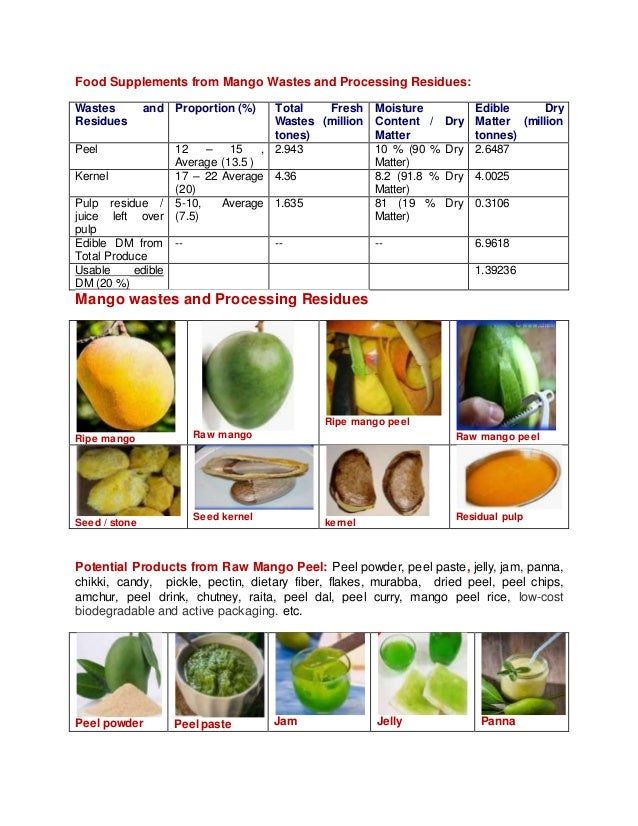 Food Supplements from Mango Wastes and Processing Residues:
Wastes and Residues Proportion (%) Total Fresh Wastes (million tones) Moisture Content / Dry Matter Edible Dry Matter (million tonnes)
Peel 12 – 15 , Average (13.5 ) 2.943 10 % (90 % Dry Matter) 2.6487
Kernel 17 – 22 Average (20) 4.36 8.2 (91.8 % Dry Matter) 4.0025
Pulp residue / juice left over pulp 5-10, Average (7.5) 1.635 81 (19 % Dry Matter) 0.3106
Edible DM from Total Produce -- -- -- 6.9618
Usable edible DM (20 %) 1.39236
Mango wastes and Processing Residues
Ripe mango
Raw mango
Ripe mango peel
Raw mango peel
Seed / stone
Seed kernel
kernel
Residual pulp
Potential Products from Raw Mango Peel: Peel powder, peel paste, jelly, jam, panna,
chikki, candy, pickle, pectin, dietary fiber, flakes, murabba, dried peel, peel chips,
amchur, peel drink, chutney, raita, peel dal, peel curry, mango peel rice, low-cost
biodegradable and active packaging. etc.
Peel powder
Peel paste
Jam
Jelly
Panna